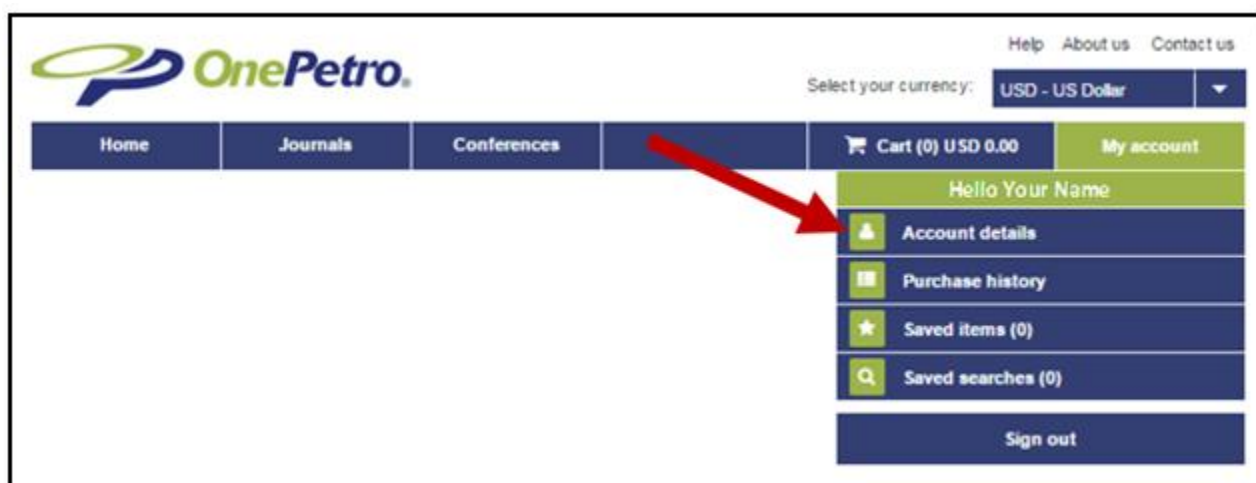 Help About us Contact us
OnePetro.
Select your currency: USD - US Dollar
Home Journals Conferences Cart (0) USD 0.00 My account
Hello Your Name
Account details
Purchase history
Saved items (0)
Saved searches (0)
Sign out